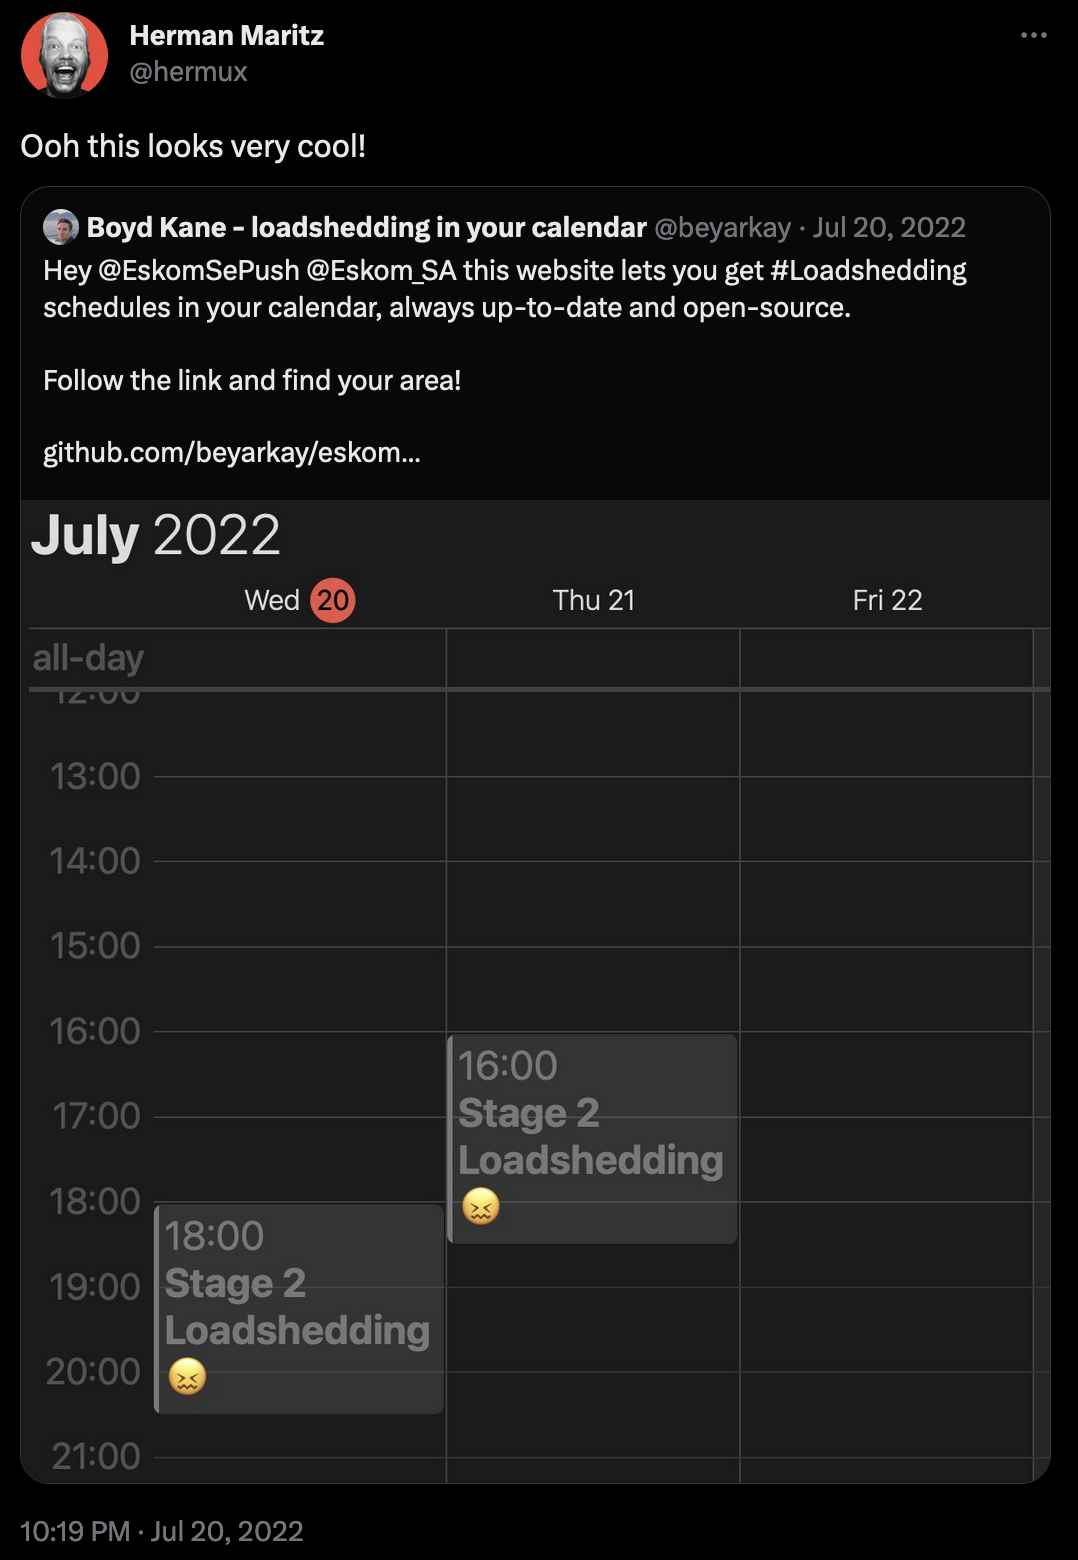 Herman Maritz
@hermux
Ooh this looks very cool!
Boyd Kane - loadshedding in your calendar @beyarkay · Jul 20, 2022
Hey @EskomSePush @Eskom_SA this website lets you get #Loadshedding
schedules in your calendar, always up-to-date and open-source.
Follow the link and find your area!
github.com/beyarkay/eskom...
July 2022
Wed 20 Thu 21 Fri 22
all-day
12:00
13:00
14:00
15:00
16:00
16:00
Stage 2
Loadshedding
😖
17:00
18:00
18:00
Stage 2
Loadshedding
😖
19:00
20:00
21:00
10:19 PM · Jul 20, 2022